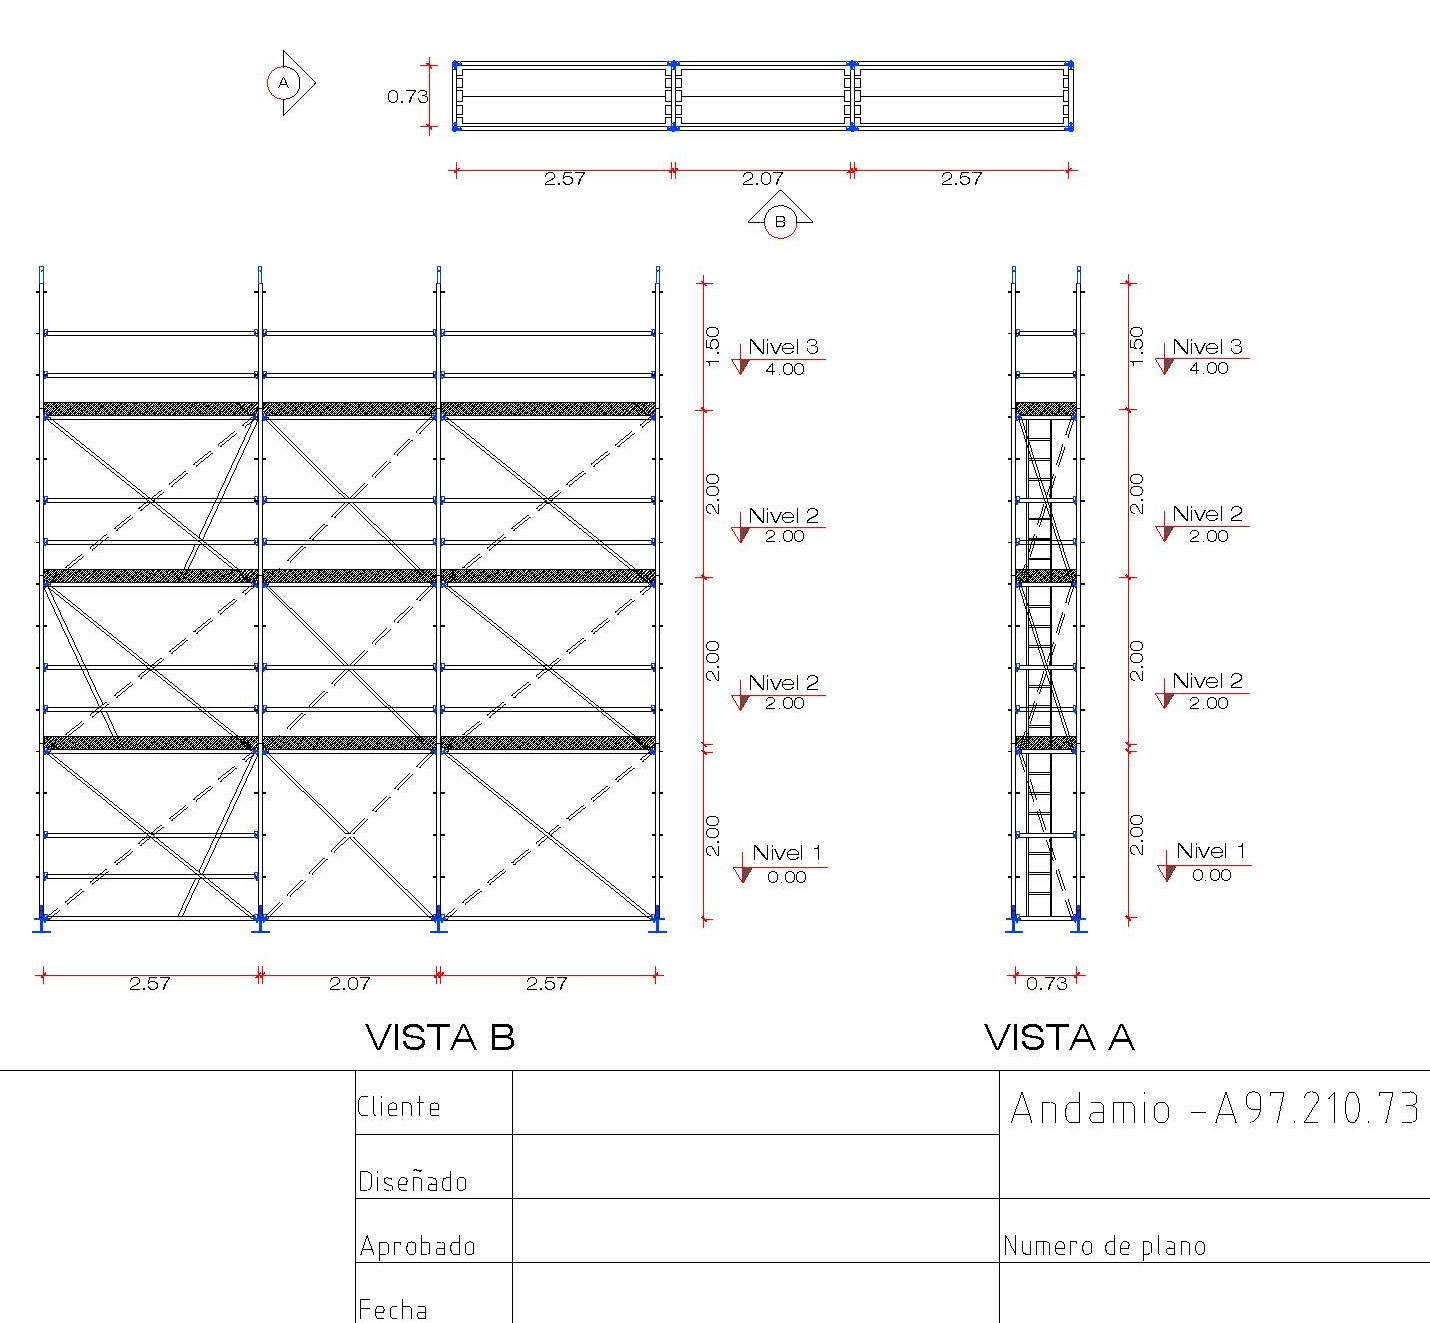 A
0.73
2.57 2.07 2.57
B
1.50
Nivel 3
4.00
2.00
Nivel 2
2.00
2.00
Nivel 2
2.00
2.00
Nivel 1
0.00
2.57 2.07 2.57
VISTA B
1.50
Nivel 3
4.00
2.00
Nivel 2
2.00
2.00
Nivel 2
2.00
2.00
Nivel 1
0.00
0.73
VISTA A
Cliente
Andamio -A97.210.73
Diseñado
Aprobado
Numero de plano
Fecha